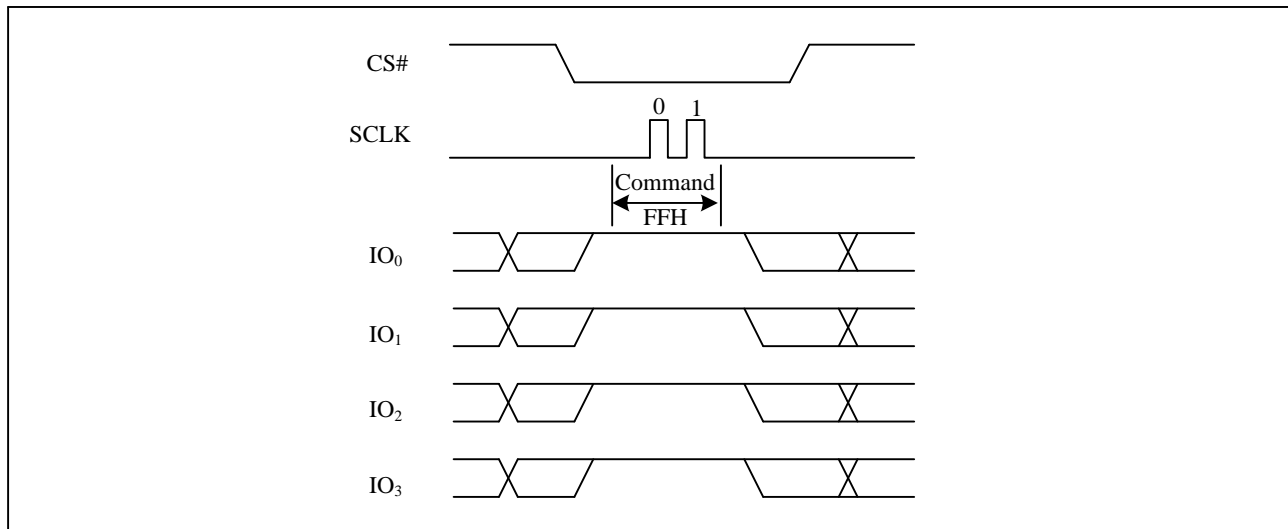 CS#
0 1
SCLK
Command
FFH
IO₀
IO₁
IO₂
IO₃